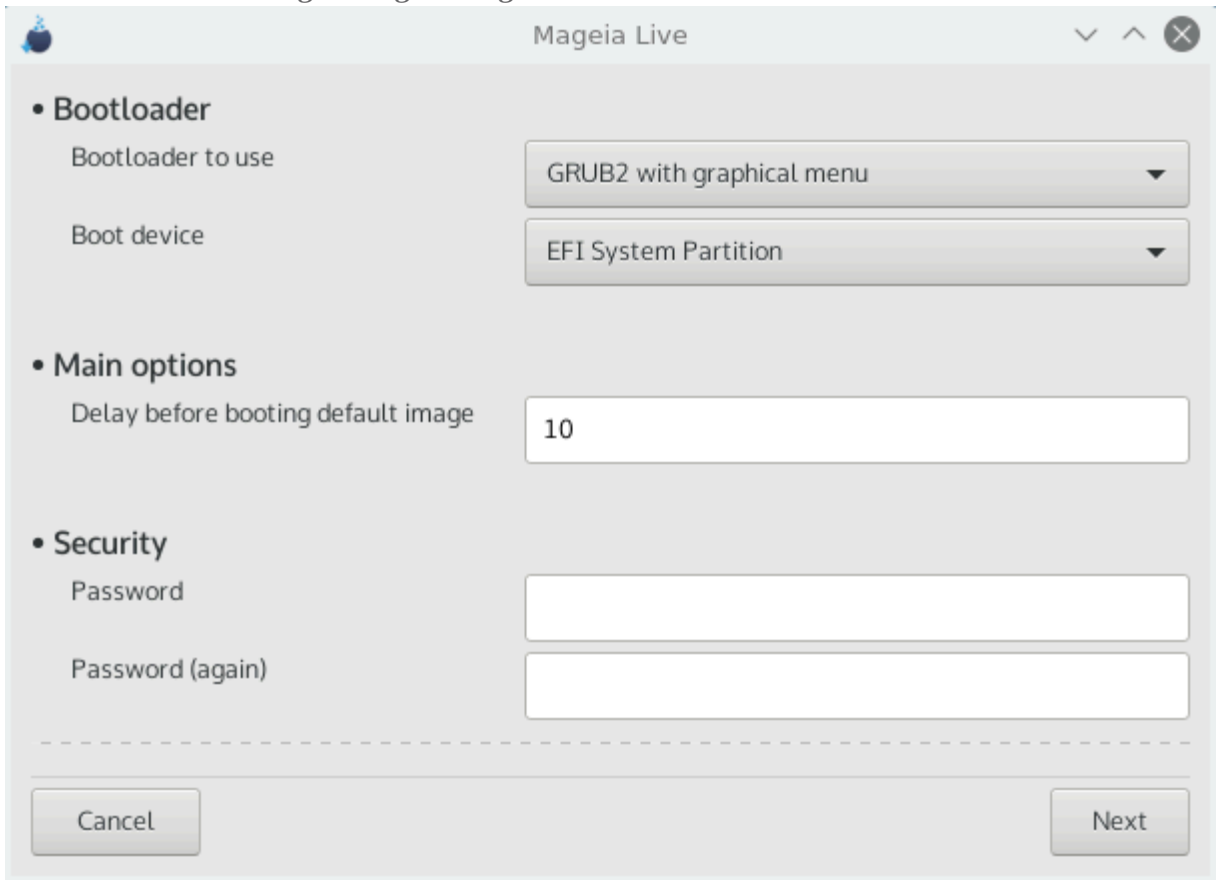 Mageia Live
• Bootloader
Bootloader to use
GRUB2 with graphical menu
Boot device
EFI System Partition
• Main options
Delay before booting default image
10
• Security
Password
Password (again)
Cancel
Next